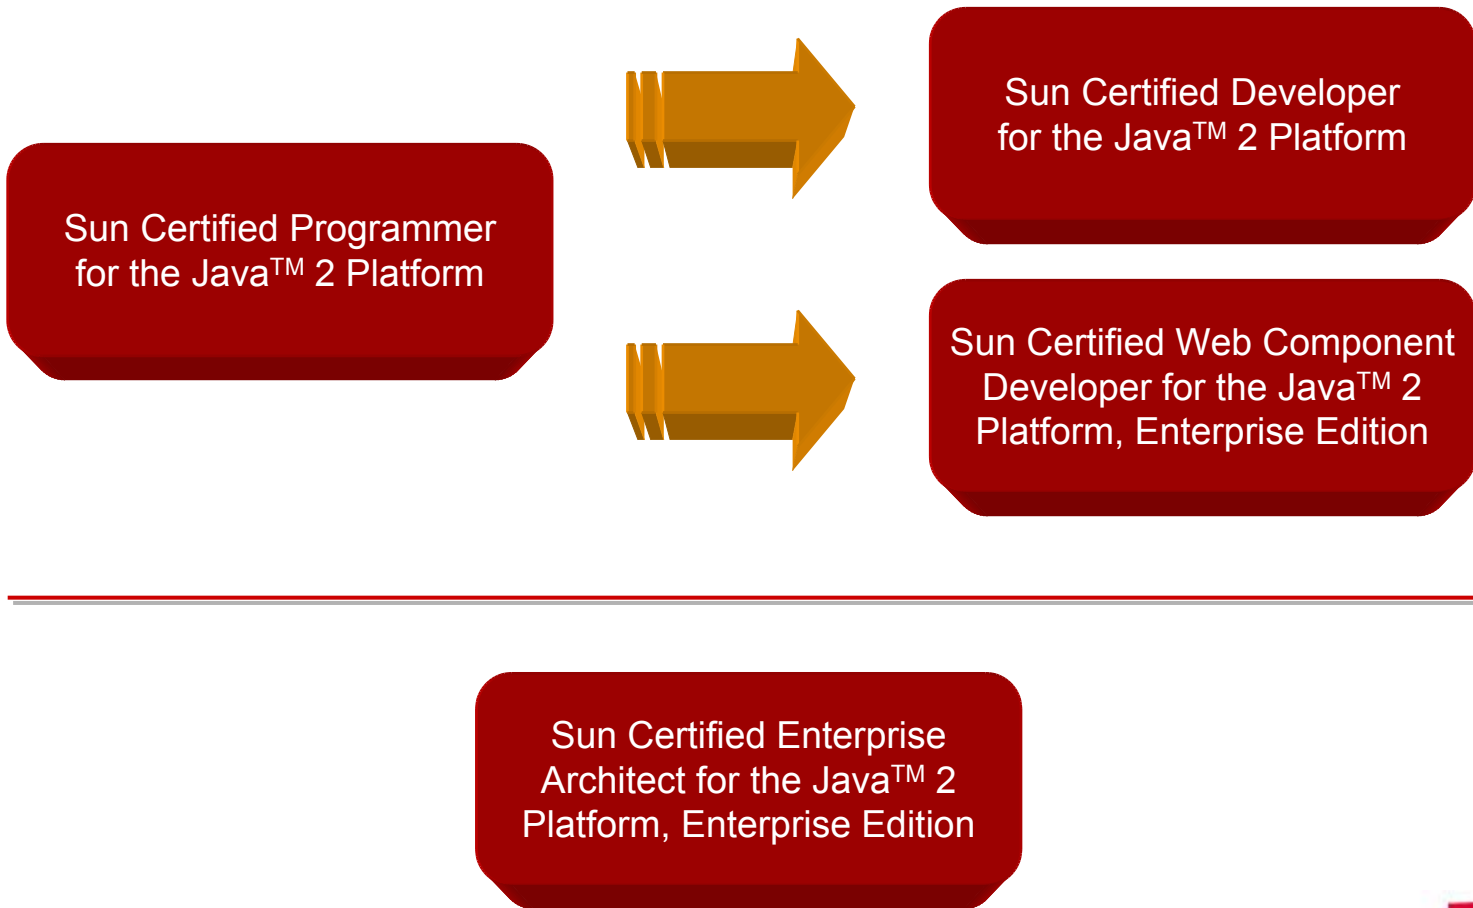 Sun Certified Programmer
for the Java™ 2 Platform
Sun Certified Developer
for the Java™ 2 Platform
Sun Certified Web Component
Developer for the Java™ 2
Platform, Enterprise Edition
Sun Certified Enterprise
Architect for the Java™ 2
Platform, Enterprise Edition